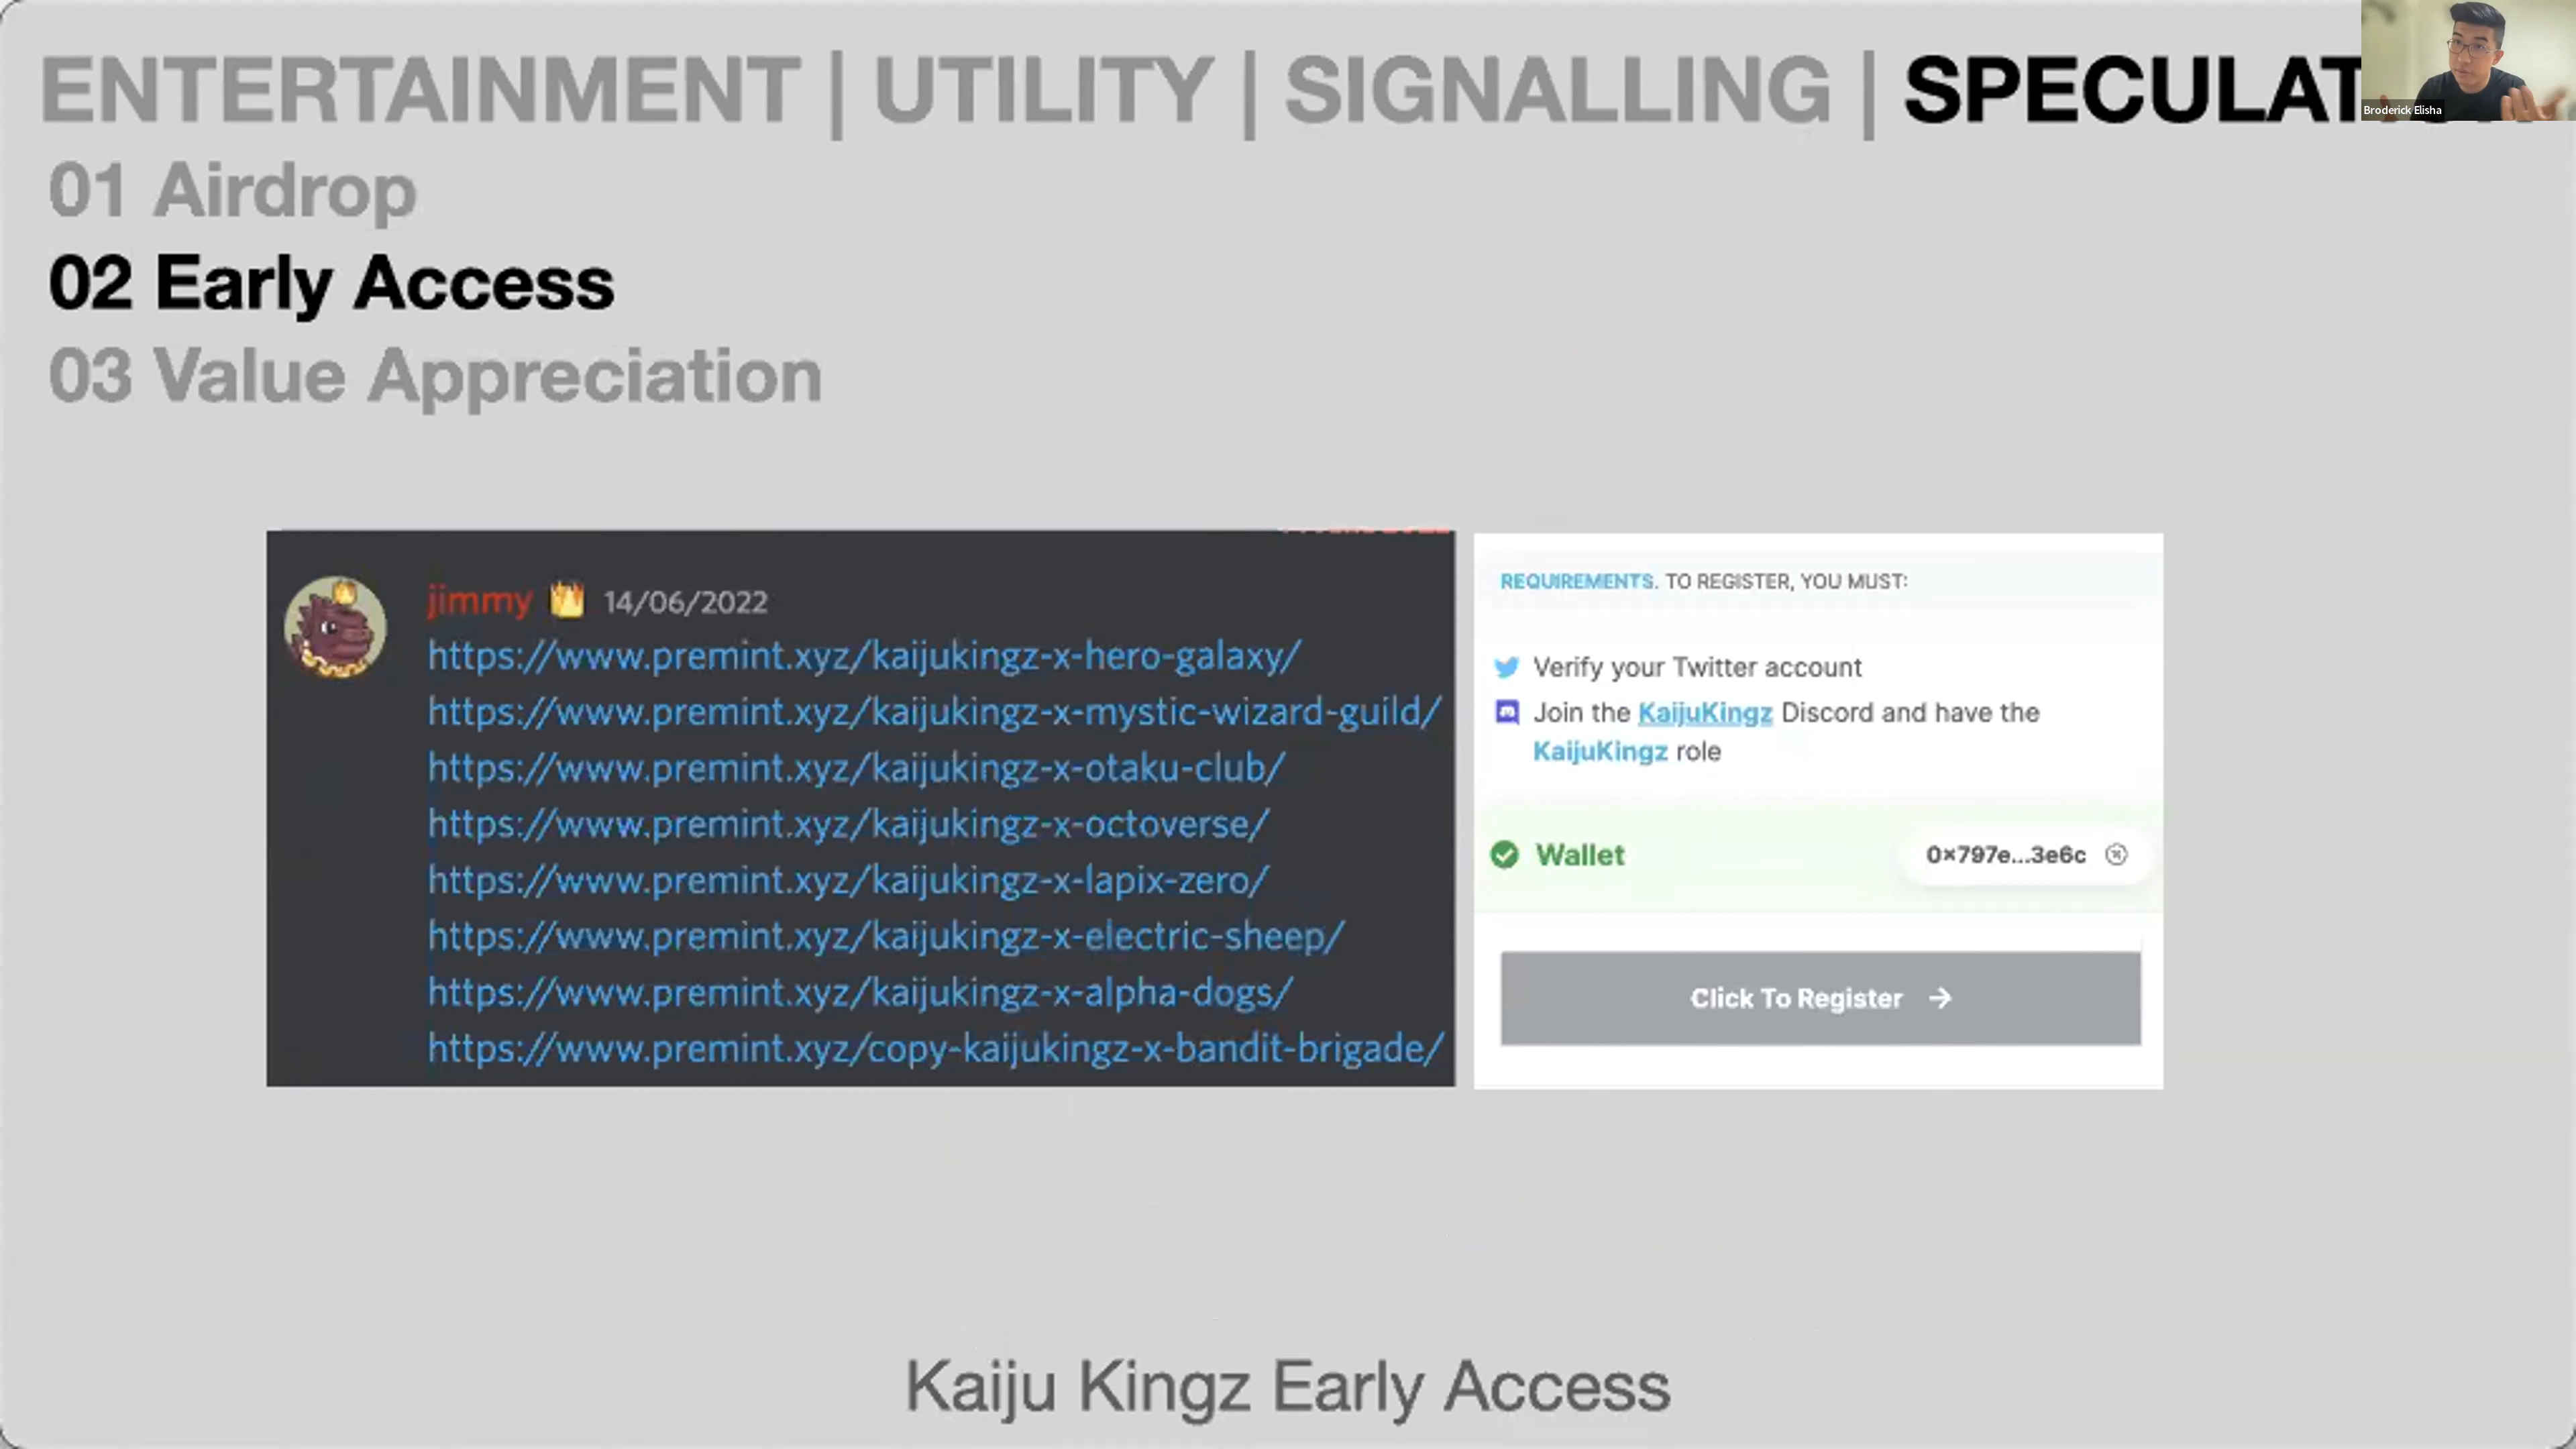 ENTERTAINMENT | UTILITY | SIGNALLING | SPECULAT
Broderick Elisha
01 Airdrop
02 Early Access
03 Value Appreciation
jimmy 14/06/2022
https://www.premint.xyz/kaijukingz-x-hero-galaxy/
https://www.premint.xyz/kaijukingz-x-mystic-wizard-guild/
https://www.premint.xyz/kaijukingz-x-otaku-club/
https://www.premint.xyz/kaijukingz-x-octoverse/
https://www.premint.xyz/kaijukingz-x-lapix-zero/
https://www.premint.xyz/kaijukingz-x-electric-sheep/
https://www.premint.xyz/kaijukingz-x-alpha-dogs/
https://www.premint.xyz/copy-kaijukingz-x-bandit-brigade/
REQUIREMENTS. TO REGISTER, YOU MUST:
Verify your Twitter account
Join the KaijuKingz Discord and have the
KaijuKingz role
Wallet 0x797e...3e6c
Click To Register →
Kaiju Kingz Early Access